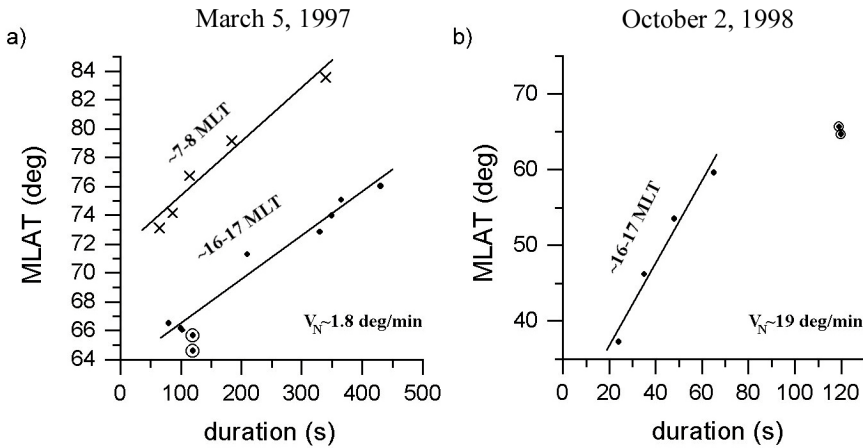 March 5, 1997
October 2, 1998
a)
b)
84
82
80
78
76
74
72
70
68
66
64
MLAT (deg)
~7-8 MLT
~16-17 MLT
V_N~1.8 deg/min
0 100 200 300 400 500
duration (s)
70
60
50
40
MLAT (deg)
~16-17 MLT
V_N~19 deg/min
0 20 40 60 80 100 120
duration (s)